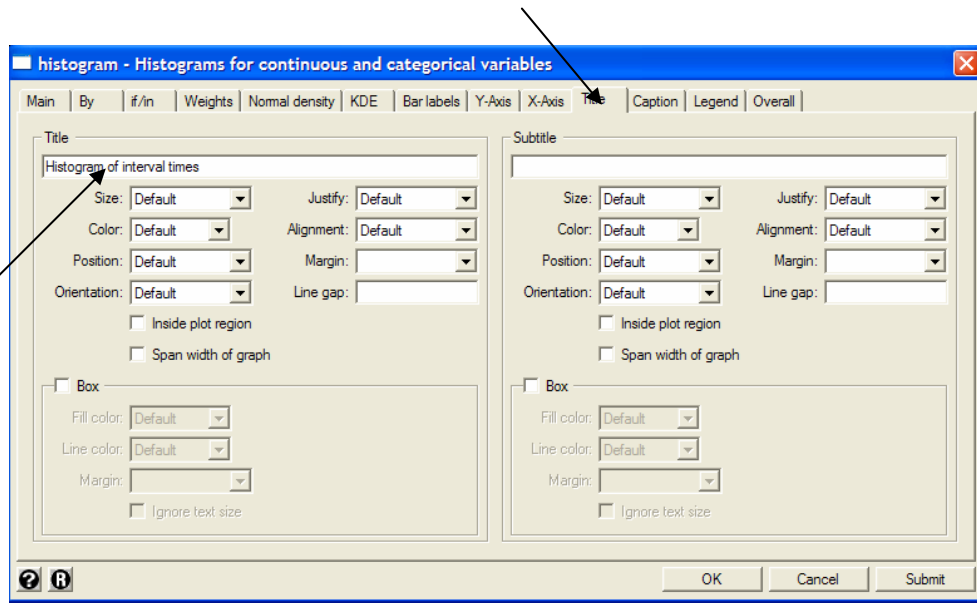 histogram - Histograms for continuous and categorical variables
Main By if/in Weights Normal density KDE Bar labels Y-Axis X-Axis Title Caption Legend Overall
Title
Histogram of interval times
Size: Default Justify: Default
Color: Default Alignment: Default
Position: Default Margin:
Orientation: Default Line gap:
Inside plot region
Span width of graph
Box
Fill color: Default
Line color: Default
Margin:
Ignore text size
Subtitle
Size: Default Justify: Default
Color: Default Alignment: Default
Position: Default Margin:
Orientation: Default Line gap:
Inside plot region
Span width of graph
Box
Fill color: Default
Line color: Default
Margin:
Ignore text size
? R OK Cancel Submit